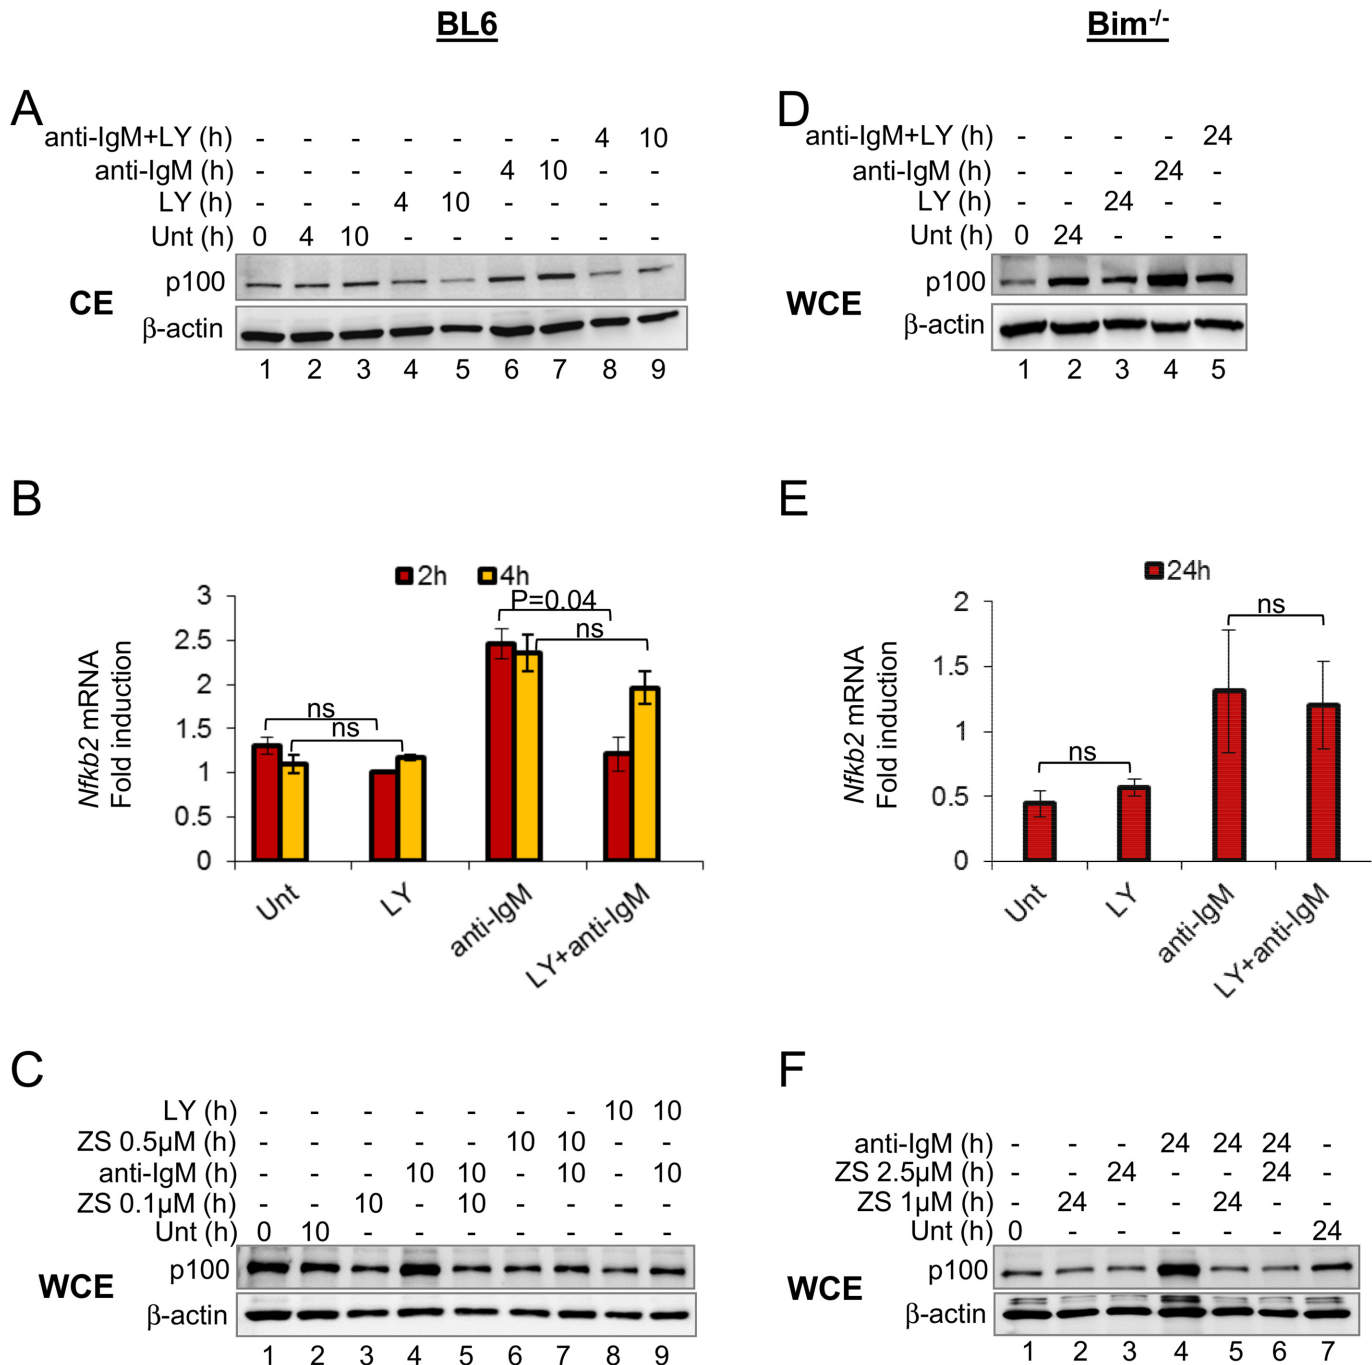 BL6
Bim-/-
A
anti-IgM+LY (h) - - - - - - - 4 10
anti-IgM (h) - - - - - 4 10 - -
LY (h) - - - 4 10 - - - -
Unt (h) 0 4 10 - - - - - -
CE
p100
β-actin
1 2 3 4 5 6 7 8 9
D
anti-IgM+LY (h) - - - - 24
anti-IgM (h) - - - 24 -
LY (h) - - 24 - -
Unt (h) 0 24 - - -
WCE
p100
β-actin
1 2 3 4 5
B
2h 4h
Nfkb2 mRNA
Fold induction
3
2.5
2
1.5
1
0.5
0
P=0.04
ns
ns
ns
Unt LY anti-IgM LY+anti-IgM
E
24h
Nfkb2 mRNA
Fold induction
2
1.5
1
0.5
0
ns
ns
Unt LY anti-IgM LY+anti-IgM
C
LY (h) - - - - - - - 10 10
ZS 0.5µM (h) - - - - - 10 10 - -
anti-IgM (h) - - - 10 10 - 10 - 10
ZS 0.1µM (h) - - 10 - 10 - - - -
Unt (h) 0 10 - - - - - - -
WCE
p100
β-actin
1 2 3 4 5 6 7 8 9
F
anti-IgM (h) - - - 24 24 24 -
ZS 2.5µM (h) - - 24 - - 24 -
ZS 1µM (h) - 24 - - 24 - -
Unt (h) 0 - - - - - 24
WCE
p100
β-actin
1 2 3 4 5 6 7